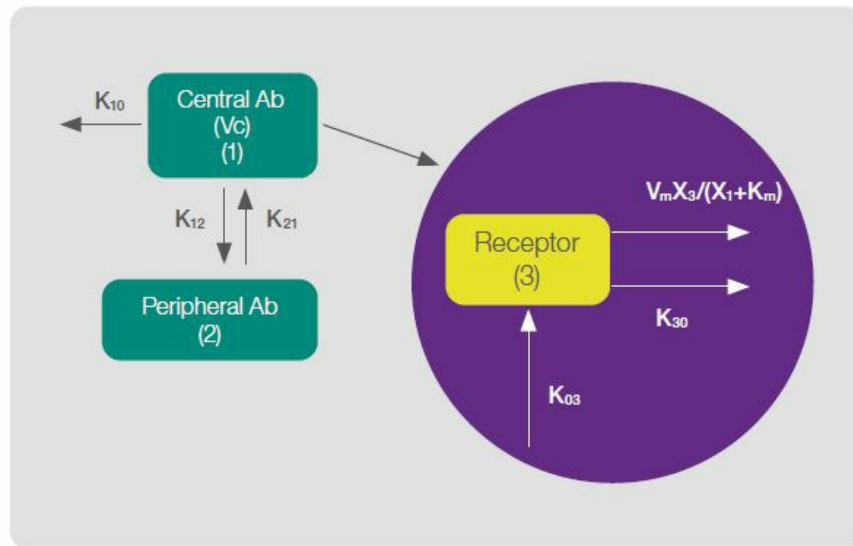 K₁₀
Central Ab
(Vc)
(1)
K₁₂
K₂₁
Peripheral Ab
(2)
Receptor
(3)
VₘX₃/(X₁+Kₘ)
K₃₀
K₀₃